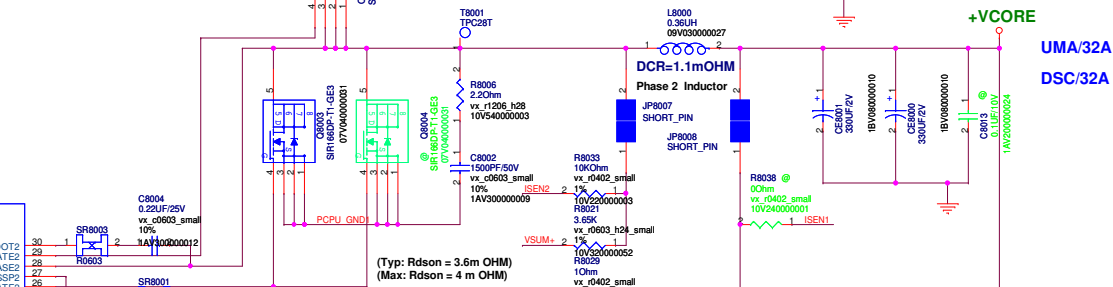 T8001
TPC28T
L8000
0.36UH
09V030000027
+VCORE
UMA/32A
DSC/32A
1
2
DCR=1.1mOHM
Phase 2 Inductor
Q8003
SIR166DP-T1-GE3
07V040000031
Q8004
SIR166DP-T1-GE3
07V040000031
@
R8006
2.2Ohm
vx_r1206_h28
10V540000003
JP8007
SHORT_PIN
JP8008
SHORT_PIN
CE8001
330UF/2V
1BV080000010
CE8000
330UF/2V
1BV080000010
@
C8013
0.1UF/10V
1AV200000024
C8002
1500PF/50V
vx_c0603_small
10%
1AV300000009
R8033
10KOhm
vx_r0402_small
1%
10V220000003
ISEN2
R8021
3.65K
vx_r0603_h24_small
1%
10V320000052
VSUM+
R8029
1Ohm
vx_r0402_small
R8038 @
0Ohm
vx_r0402_small
10V240000001
ISEN1
C8004
0.22UF/25V
vx_c0603_small
10%
1AV300000012
SR8003
R0603
PCPU_GND1
(Typ: Rdson = 3.6m OHM)
(Max: Rdson = 4 m OHM)
SR8001
30
29
28
27
26